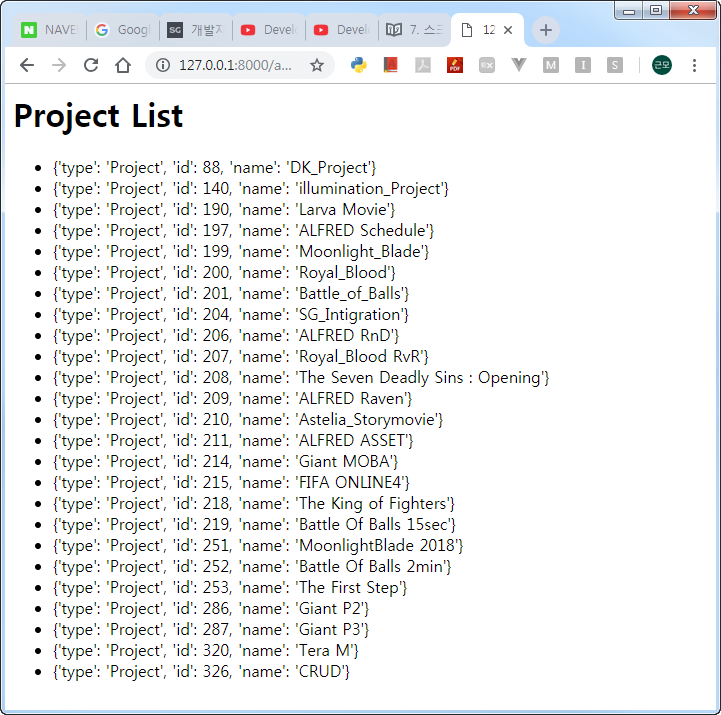 NAVE
Googl
SG
개발자
Develo
Develo
7. 스프
12
127.0.0.1:8000/a...
PDF
Ex
M
I
S
근모
Project List
{'type': 'Project', 'id': 88, 'name': 'DK_Project'}
{'type': 'Project', 'id': 140, 'name': 'illumination_Project'}
{'type': 'Project', 'id': 190, 'name': 'Larva Movie'}
{'type': 'Project', 'id': 197, 'name': 'ALFRED Schedule'}
{'type': 'Project', 'id': 199, 'name': 'Moonlight_Blade'}
{'type': 'Project', 'id': 200, 'name': 'Royal_Blood'}
{'type': 'Project', 'id': 201, 'name': 'Battle_of_Balls'}
{'type': 'Project', 'id': 204, 'name': 'SG_Intigration'}
{'type': 'Project', 'id': 206, 'name': 'ALFRED RnD'}
{'type': 'Project', 'id': 207, 'name': 'Royal_Blood RvR'}
{'type': 'Project', 'id': 208, 'name': 'The Seven Deadly Sins : Opening'}
{'type': 'Project', 'id': 209, 'name': 'ALFRED Raven'}
{'type': 'Project', 'id': 210, 'name': 'Astelia_Storymovie'}
{'type': 'Project', 'id': 211, 'name': 'ALFRED ASSET'}
{'type': 'Project', 'id': 214, 'name': 'Giant MOBA'}
{'type': 'Project', 'id': 215, 'name': 'FIFA ONLINE4'}
{'type': 'Project', 'id': 218, 'name': 'The King of Fighters'}
{'type': 'Project', 'id': 219, 'name': 'Battle Of Balls 15sec'}
{'type': 'Project', 'id': 251, 'name': 'MoonlightBlade 2018'}
{'type': 'Project', 'id': 252, 'name': 'Battle Of Balls 2min'}
{'type': 'Project', 'id': 253, 'name': 'The First Step'}
{'type': 'Project', 'id': 286, 'name': 'Giant P2'}
{'type': 'Project', 'id': 287, 'name': 'Giant P3'}
{'type': 'Project', 'id': 320, 'name': 'Tera M'}
{'type': 'Project', 'id': 326, 'name': 'CRUD'}